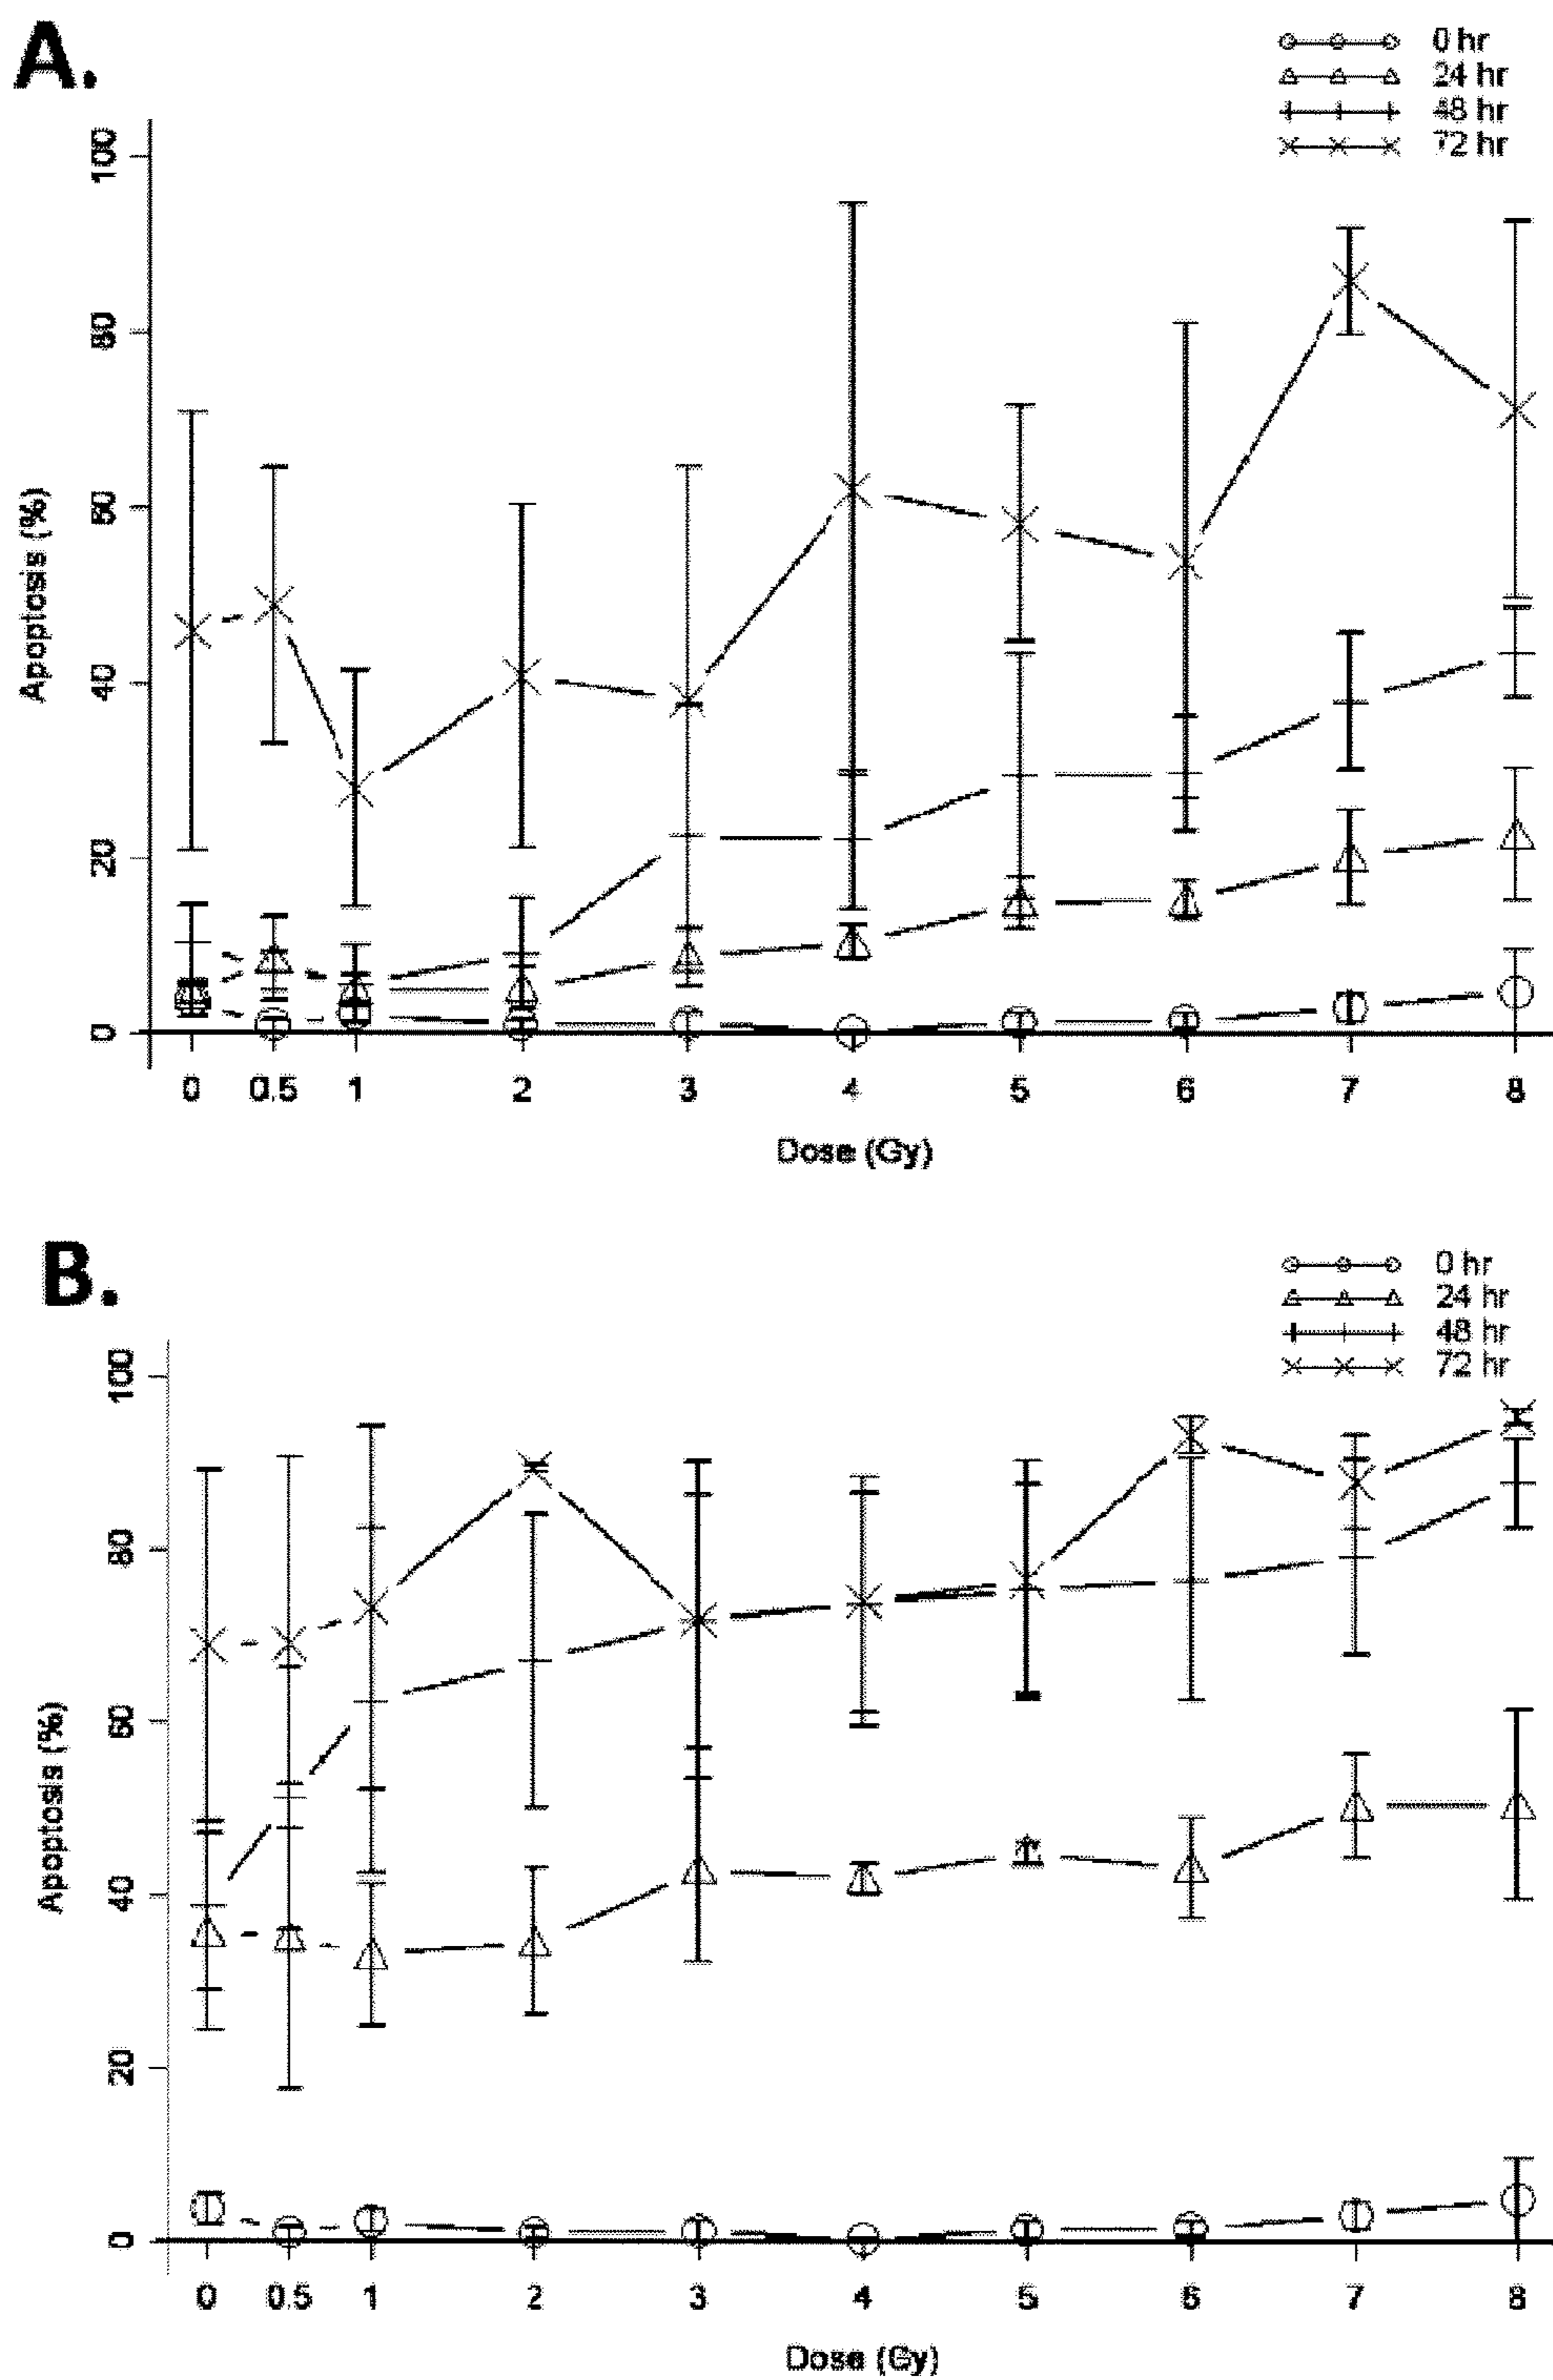 A.
0 hr
24 hr
48 hr
72 hr
100
80
60
40
20
0
Apoptosis (%)
0 0.5 1 2 3 4 5 6 7 8
Dose (Gy)
B.
0 hr
24 hr
48 hr
72 hr
100
80
60
40
20
0
Apoptosis (%)
0 0.5 1 2 3 4 5 6 7 8
Dose (Gy)